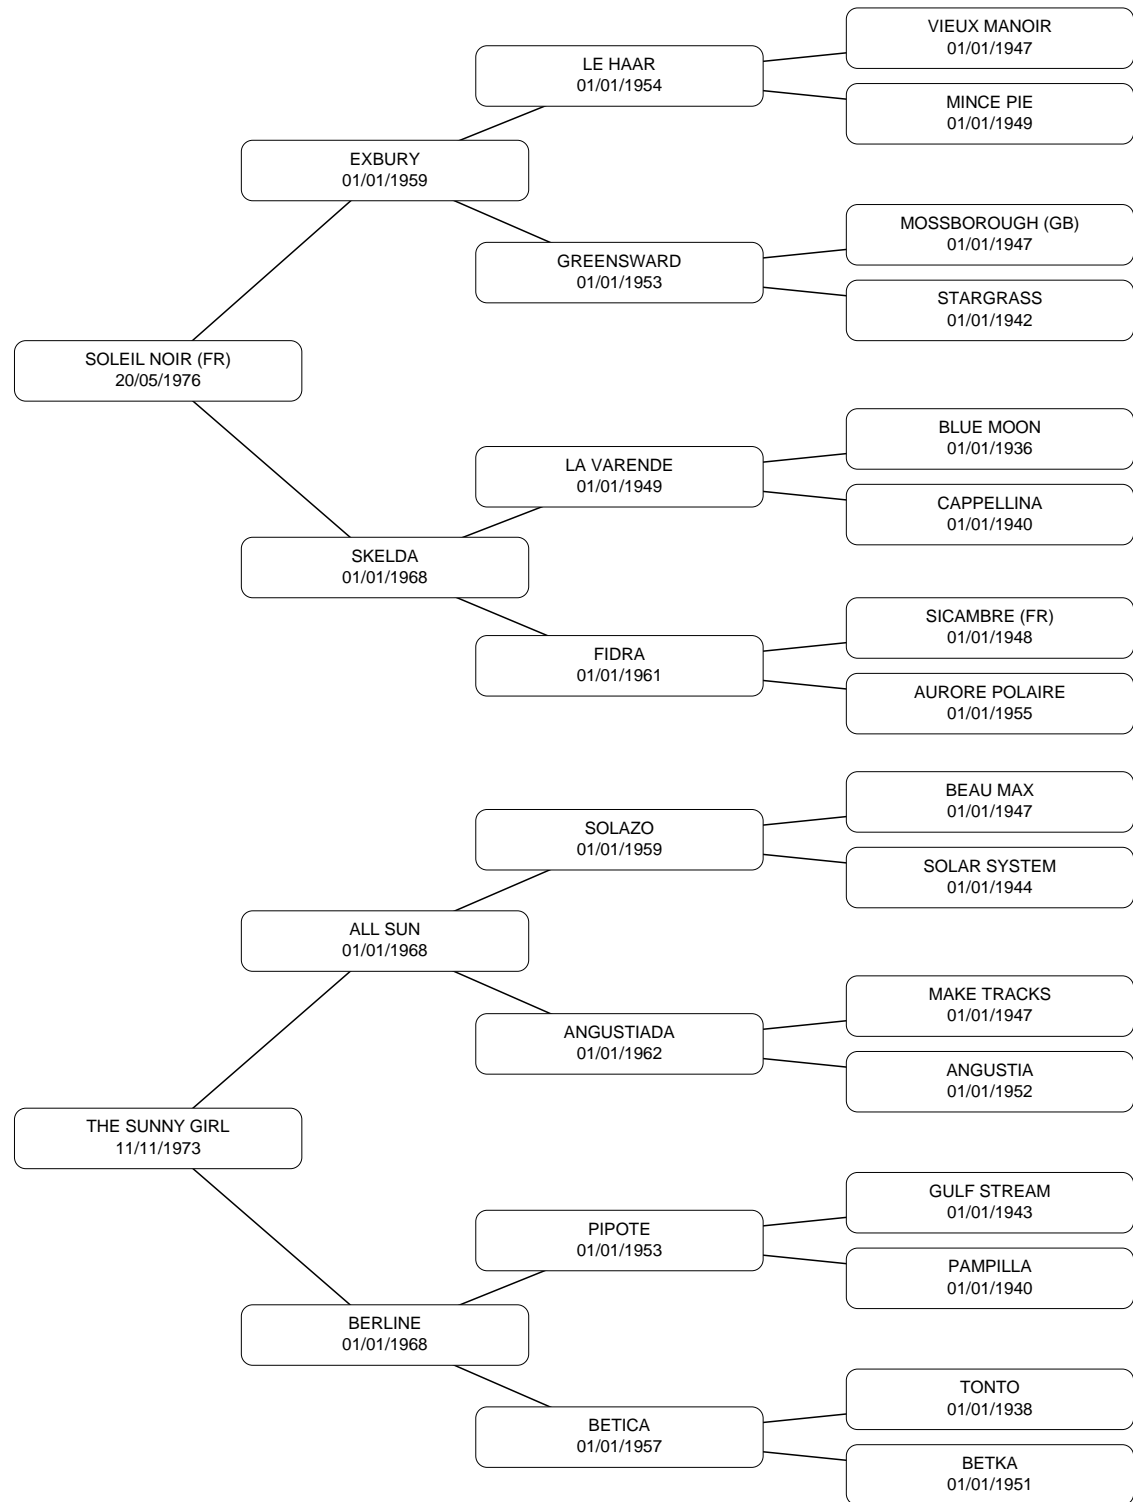 VIEUX MANOIR
01/01/1947
LE HAAR
01/01/1954
MINCE PIE
01/01/1949
EXBURY
01/01/1959
MOSSBOROUGH (GB)
01/01/1947
GREENSWARD
01/01/1953
STARGRASS
01/01/1942
SOLEIL NOIR (FR)
20/05/1976
BLUE MOON
01/01/1936
LA VARENDE
01/01/1949
CAPPELLINA
01/01/1940
SKELDA
01/01/1968
SICAMBRE (FR)
01/01/1948
FIDRA
01/01/1961
AURORE POLAIRE
01/01/1955
BEAU MAX
01/01/1947
SOLAZO
01/01/1959
SOLAR SYSTEM
01/01/1944
ALL SUN
01/01/1968
MAKE TRACKS
01/01/1947
ANGUSTIADA
01/01/1962
ANGUSTIA
01/01/1952
THE SUNNY GIRL
11/11/1973
GULF STREAM
01/01/1943
PIPOTE
01/01/1953
PAMPILLA
01/01/1940
BERLINE
01/01/1968
TONTO
01/01/1938
BETICA
01/01/1957
BETKA
01/01/1951